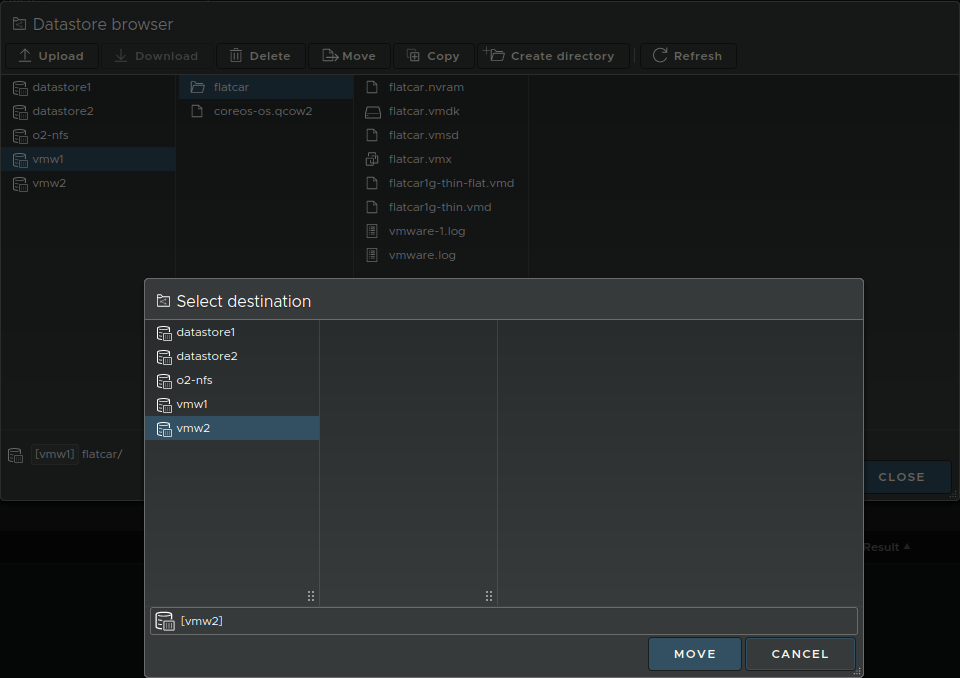 Datastore browser
Upload Download Delete Move Copy Create directory Refresh
datastore1 flatcar flatcar.nvram
datastore2 coreos-os.qcow2 flatcar.vmdk
o2-nfs flatcar.vmsd
vmw1 flatcar.vmx
vmw2 flatcar1g-thin-flat.vmd
flatcar1g-thin.vmd
vmware-1.log
vmware.log
[vmw1] flatcar/
CLOSE
Result
Select destination
datastore1
datastore2
o2-nfs
vmw1
vmw2
[vmw2]
MOVE CANCEL